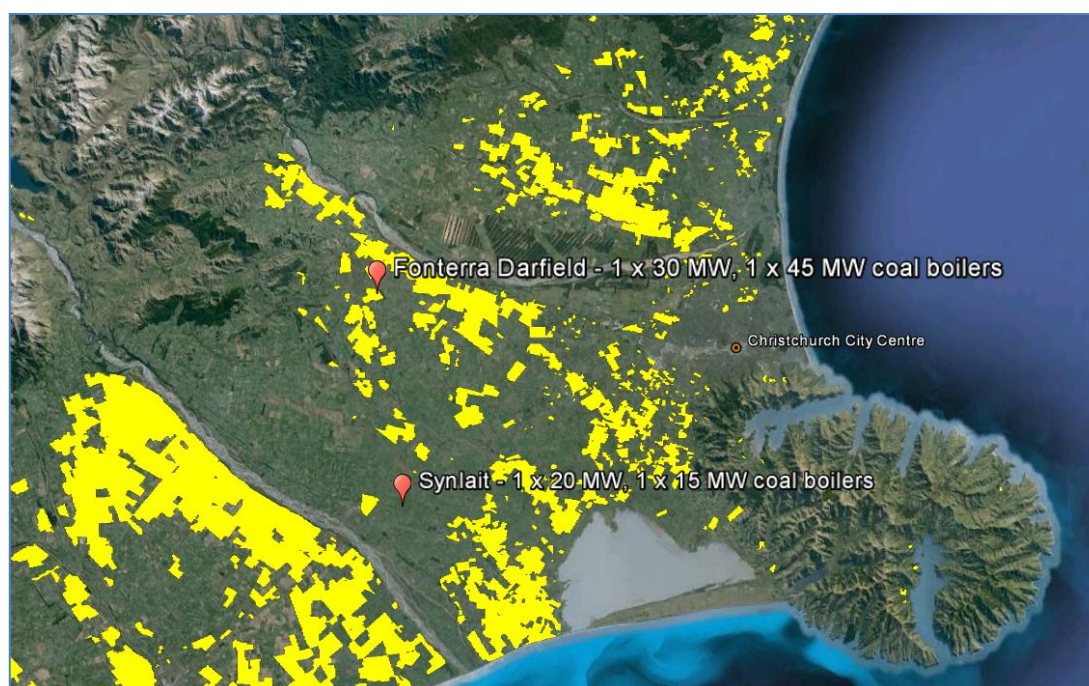 Fonterra Darfield - 1 x 30 MW, 1 x 45 MW coal boilers
Christchurch City Centre
Synlait - 1 x 20 MW, 1 x 15 MW coal boilers